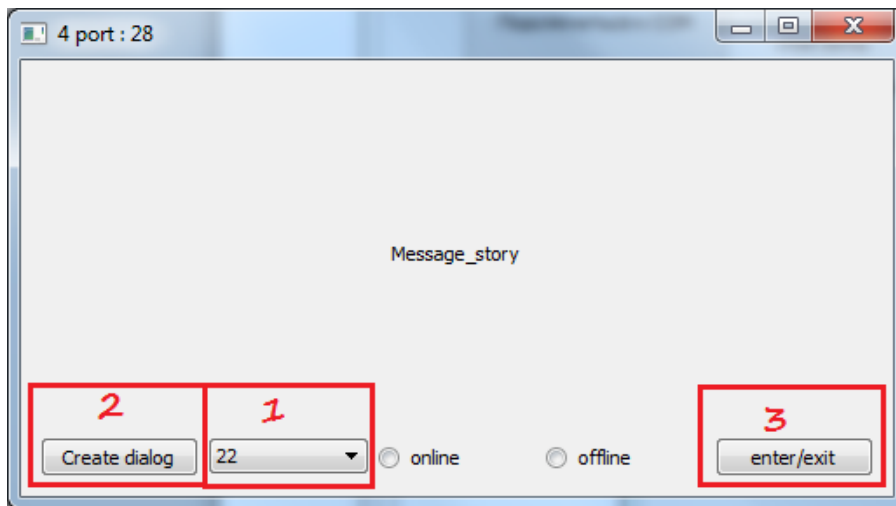 4 port : 28
Message_story
2 1 3
Create dialog 22 online offline enter/exit